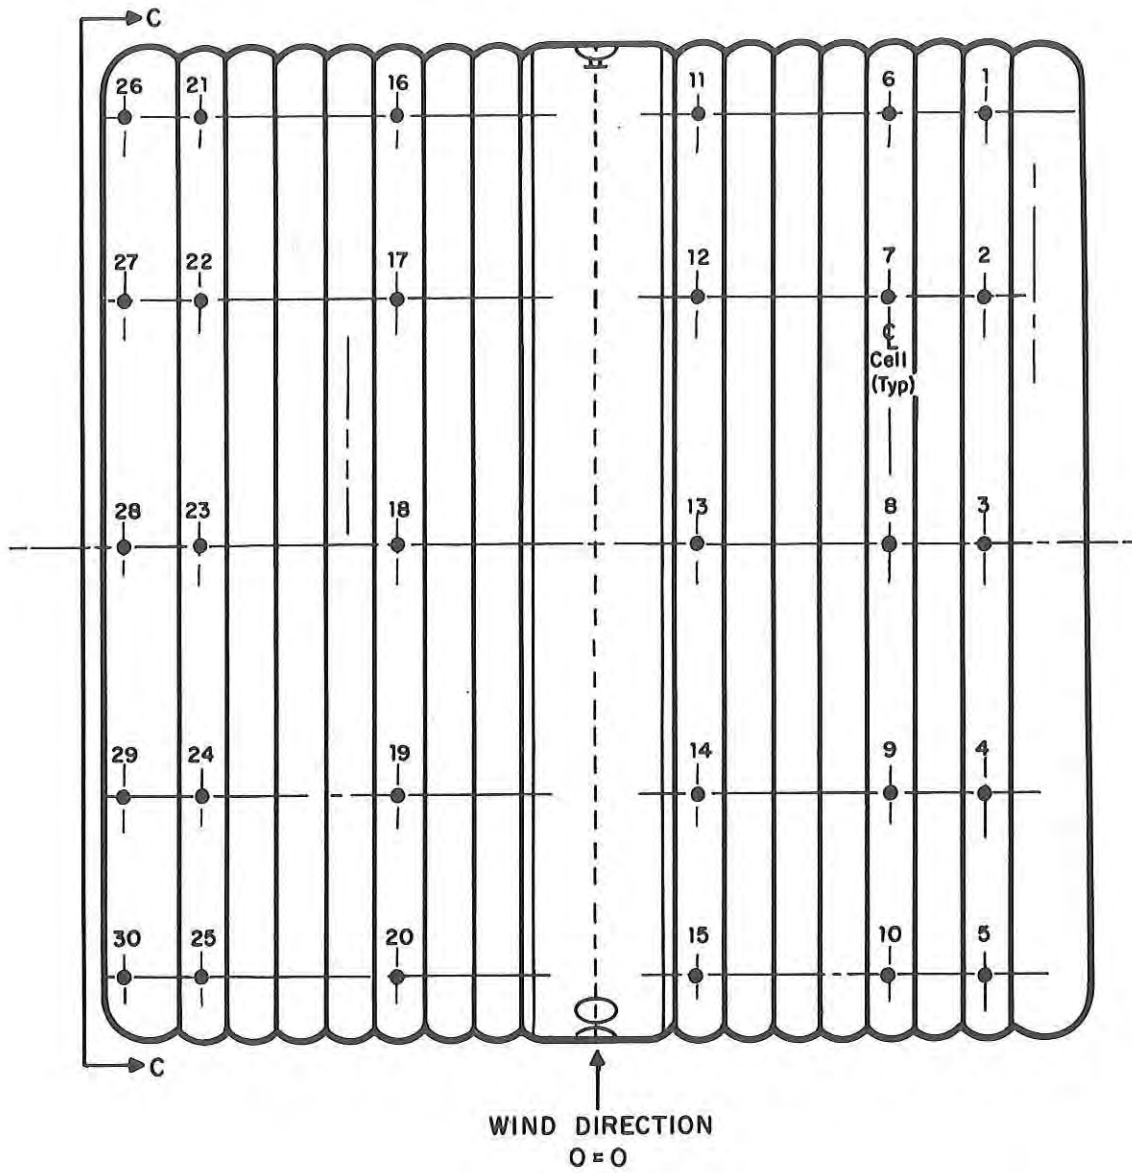 C
26 21 16 11 6 1
27 22 17 12 7 2
℄
Cell
(Typ)
28 23 18 13 8 3
29 24 19 14 9 4
30 25 20 15 10 5
C
WIND DIRECTION
O = O